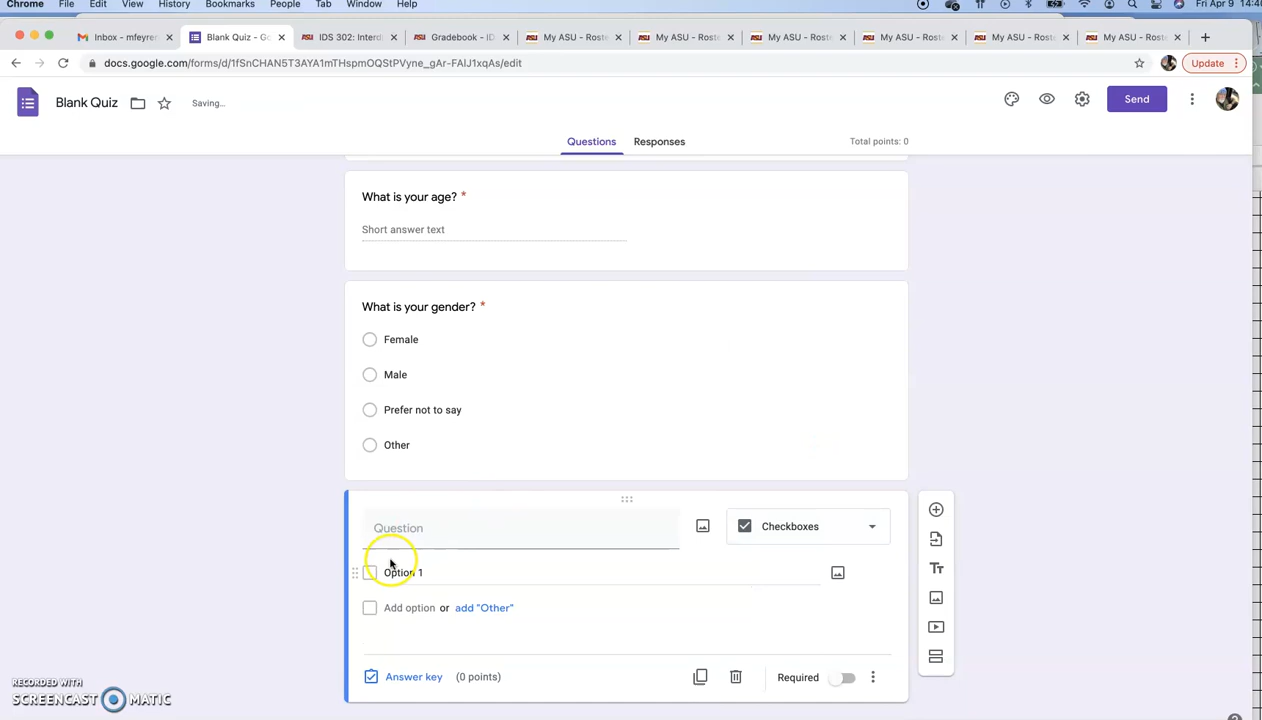 Chrome File Edit View History Bookmarks People Tab Window Help Fri Apr 9 14:4
Inbox - mfeyre Blank Quiz - Go IDS 302: Interdi Gradebook - iD My ASU - Roste My ASU - Roste My ASU - Roste My ASU - Roste My ASU - Roste My ASU - Roste
docs.google.com/forms/d/1fSnCHAN5T3AYA1mTHspmOQStPVyne_gAr-FAlJ1xqAs/edit Update
Blank Quiz Saving... Send
Questions Responses Total points: 0
What is your age? *
Short answer text
What is your gender? *
Female
Male
Prefer not to say
Other
Question Checkboxes
Option 1
Add option or add "Other"
Answer key (0 points) Required
RECORDED WITH
SCREENCAST MATIC